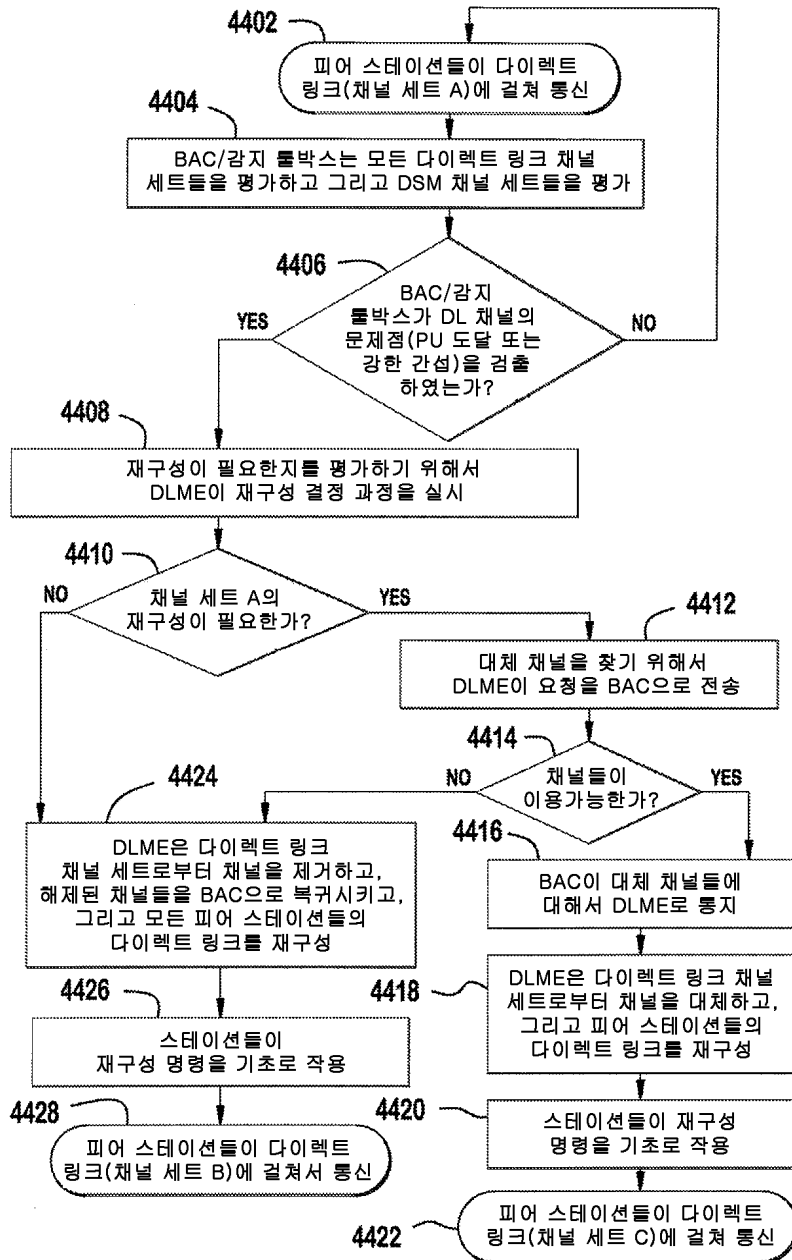 4402
피어 스테이션들이 다이렉트
링크(채널 세트 A)에 걸쳐 통신
4404
BAC/감지 툴박스는 모든 다이렉트 링크 채널
세트들을 평가하고 그리고 DSM 채널 세트들을 평가
4406
BAC/감지
툴박스가 DL 채널의
문제점(PU 도달 또는
강한 간섭)을 검출
하였는가?
YES
NO
4408
재구성이 필요한지를 평가하기 위해서
DLME이 재구성 결정 과정을 실시
4410
채널 세트 A의
재구성이 필요한가?
NO
YES
4412
대체 채널을 찾기 위해서
DLME이 요청을 BAC으로 전송
4414
채널들이
이용가능한가?
NO
YES
4424
DLME은 다이렉트 링크
채널 세트로부터 채널을 제거하고,
해제된 채널들을 BAC으로 복귀시키고,
그리고 모든 피어 스테이션들의
다이렉트 링크를 재구성
4416
BAC이 대체 채널들에
대해서 DLME로 통지
4418
DLME은 다이렉트 링크 채널
세트로부터 채널을 대체하고,
그리고 피어 스테이션들의
다이렉트 링크를 재구성
4426
스테이션들이
재구성 명령을 기초로 작용
4420
스테이션들이 재구성
명령을 기초로 작용
4428
피어 스테이션들이 다이렉트
링크(채널 세트 B)에 걸쳐서 통신
4422
피어 스테이션들이 다이렉트
링크(채널 세트 C)에 걸쳐 통신